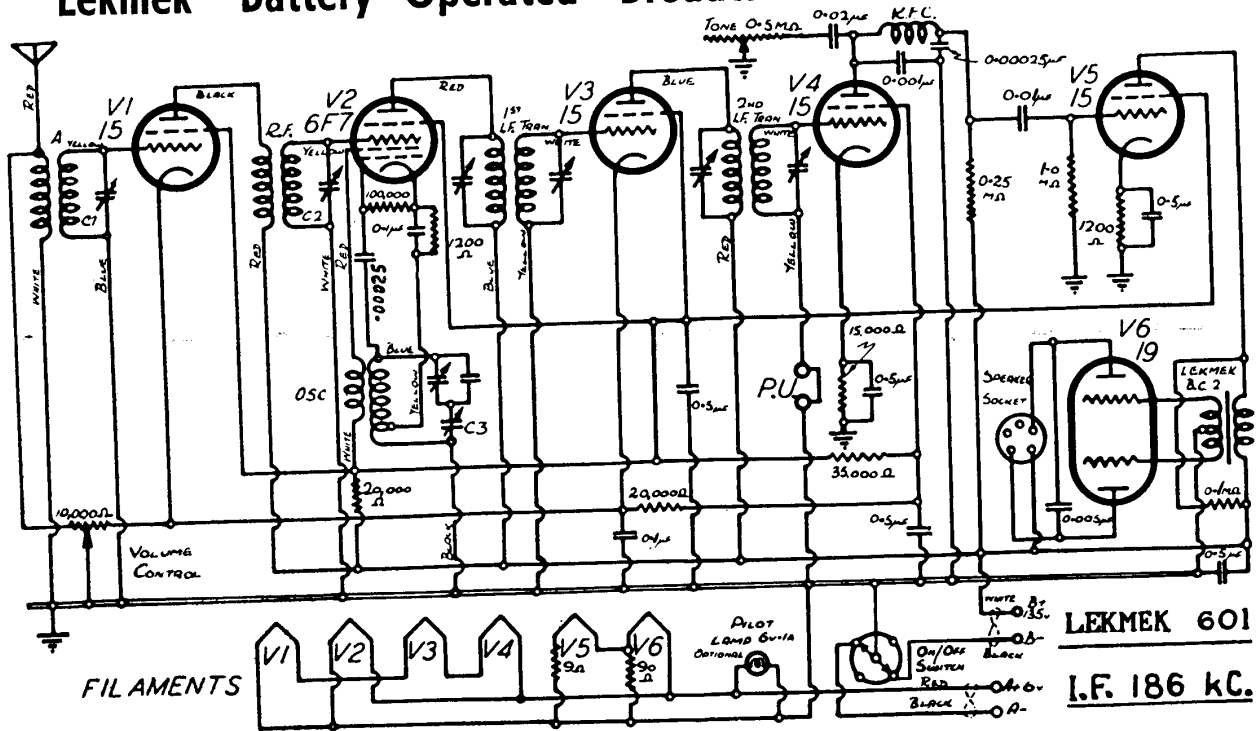 Lekmek Battery Operated
TONE 0.5MΩ
0.02µF
R.F.C.
0.001µF
0.00025µF
RED
V1
15
BLACK
V2
6F7
RED
V3
15
BLUE
V4
15
V5
15
0.01µF
A
YELLOW
C1
R.F.
YELLOW
C2
1ST
I.F. TRAN
WHITE
2ND
I.F. TRAN
WHITE
100,000
0.1µF
1200
Ω
0.25
MΩ
1.0
MΩ
1200
Ω
0.5µF
WHITE
BLUE
RED
WHITE
RED
.00025
BLUE
YELLOW
RED
YELLOW
OSC
BLUE
YELLOW
C3
WHITE
BLACK
0.5µF
P.U.
15,000Ω
0.5µF
SPEAKER
SOCKET
V6
19
LEKMEK
B.C 2
10,000Ω
VOLUME
CONTROL
20,000
Ω
20,000Ω
35,000Ω
0.1µF
0.5µF
0.005µF
0.1MΩ
0.5µF
FILAMENTS
V1
V2
V3
V4
V5
9Ω
V6
90
Ω
PILOT
LAMP 6V·1A
OPTIONAL
ON/OFF
SWITCH
WHITE
B+
135v
B-
BLACK
RED
A+6v
BLACK
A-
LEKMEK 601
I.F. 186 kC.